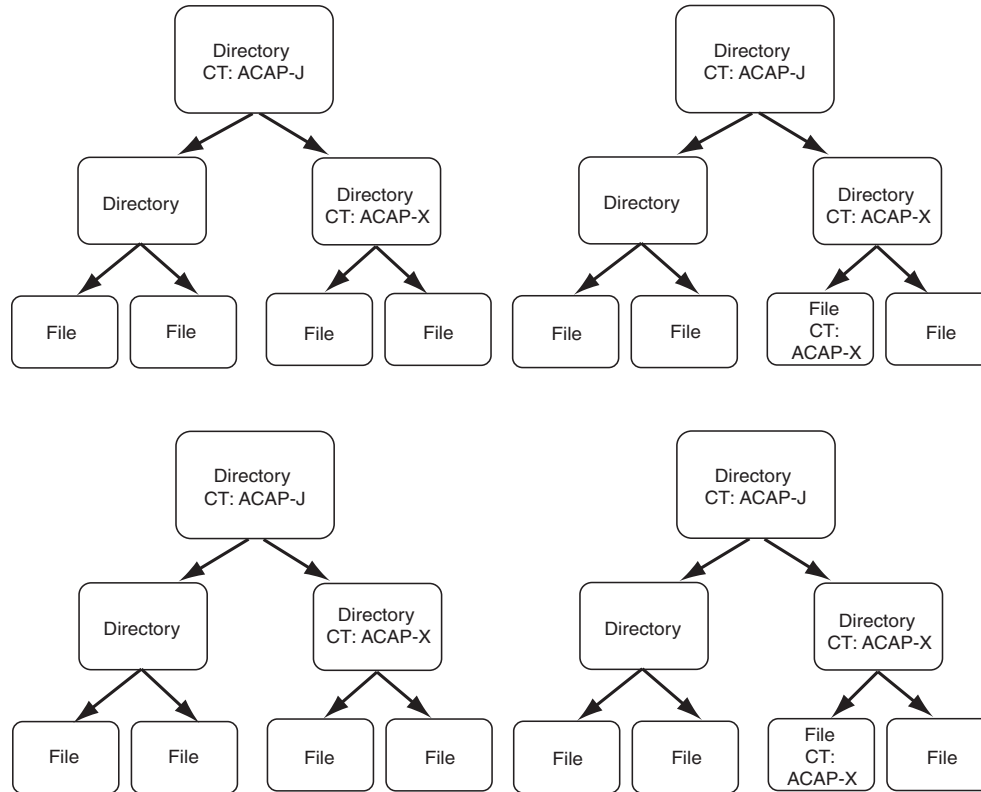 Directory
CT: ACAP-J
Directory
CT: ACAP-J
Directory
Directory
CT: ACAP-X
Directory
Directory
CT: ACAP-X
File
File
File
File
File
File
File
CT:
ACAP-X
File
Directory
CT: ACAP-J
Directory
CT: ACAP-J
Directory
Directory
CT: ACAP-X
Directory
Directory
CT: ACAP-X
File
File
File
File
File
File
File
CT:
ACAP-X
File